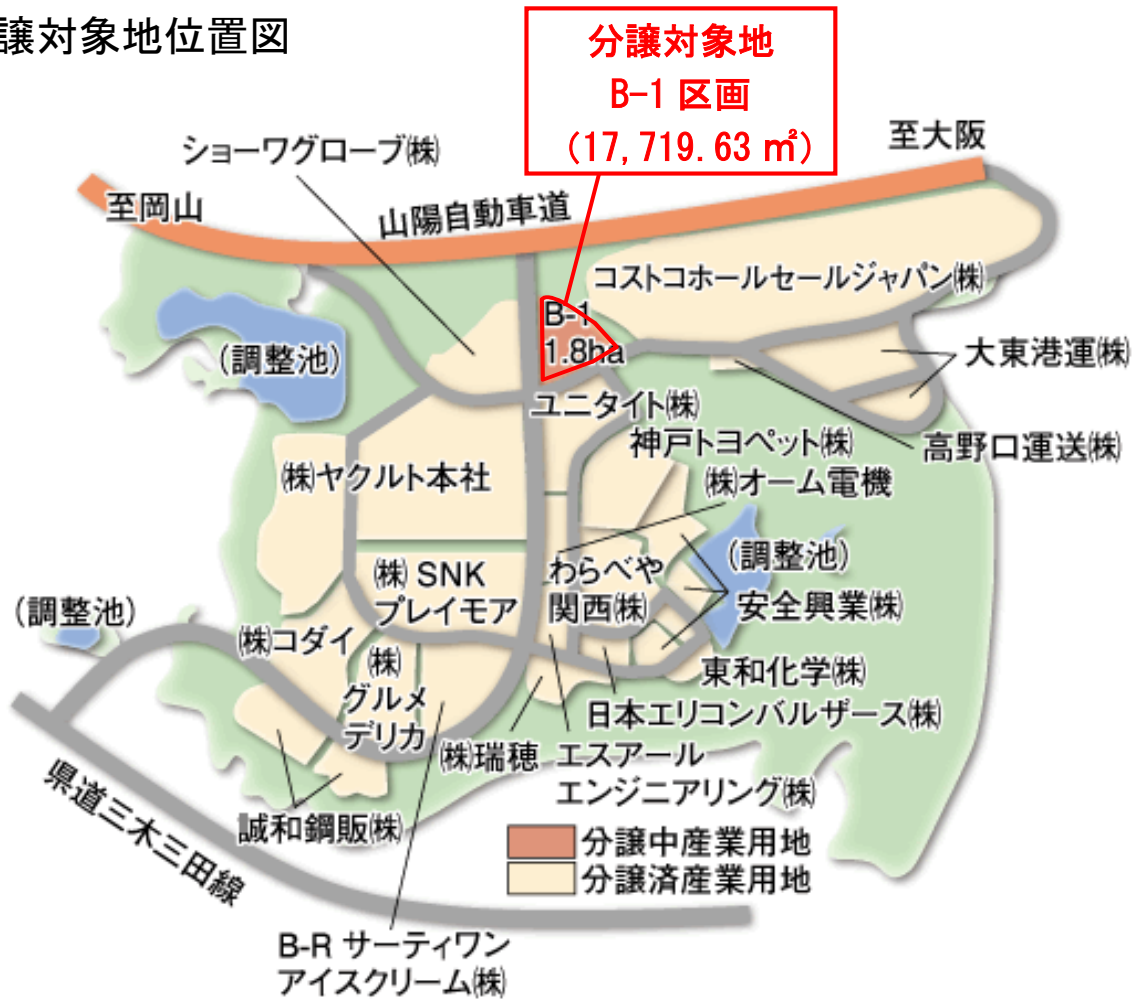 譲対象地位置図
分譲対象地
B-1 区画
(17,719.63 ㎡)
ショーワグローブ㈱
至大阪
至岡山
山陽自動車道
コストコホールセールジャパン㈱
B-1
1.8ha
(調整池)
大東港運㈱
ユニタイト㈱
神戸トヨペット㈱
高野口運送㈱
㈱ヤクルト本社
㈱オーム電機
㈱ SNK
プレイモア
わらべや
関西㈱
(調整池)
安全興業㈱
(調整池)
㈱コダイ
㈱
グルメ
デリカ
東和化学㈱
日本エリコンバルザース㈱
㈱瑞穂
エスアール
エンジニアリング㈱
県道三木三田線
誠和鋼販㈱
分譲中産業用地
分譲済産業用地
B-R サーティワン
アイスクリーム㈱